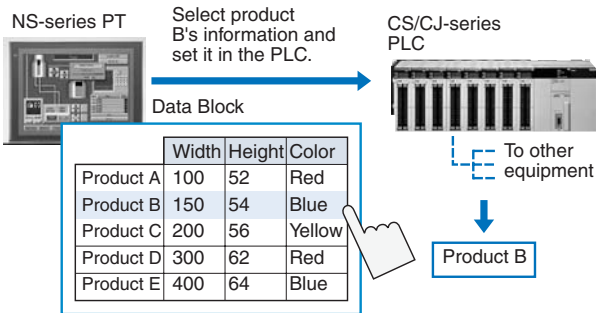 NS-series PT
Select product
B's information and
set it in the PLC.
CS/CJ-series
PLC
Data Block
Width Height Color
Product A 100 52 Red
Product B 150 54 Blue
Product C 200 56 Yellow
Product D 300 62 Red
Product E 400 64 Blue
To other
equipment
Product B